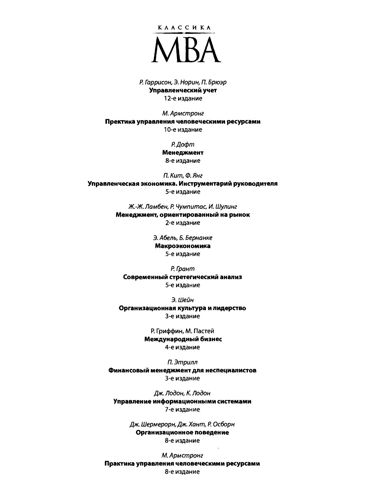 КЛАССИКА
MBA
Р. Гаррисон, Э. Норин, П. Брюэр
Управленческий учет
12-е издание
М. Армстронг
Практика управления человеческими ресурсами
10-е издание
Р. Дафт
Менеджмент
8-е издание
П. Кит, Ф. Янг
Управленческая экономика. Инструментарий руководителя
5-е издание
Ж.-Ж. Ламбен, Р. Чумпитас, И. Шулинг
Менеджмент, ориентированный на рынок
2-е издание
Э. Абель, Б. Бернанке
Макроэкономика
5-е издание
Р. Грант
Современный стратегический анализ
5-е издание
Э. Шейн
Организационная культура и лидерство
3-е издание
Р. Гриффин, М. Пастей
Международный бизнес
4-е издание
П. Этрилл
Финансовый менеджмент для неспециалистов
3-е издание
Дж. Лодон, К. Лодон
Управление информационными системами
7-е издание
Дж. Шермерорн, Дж. Хант, Р. Осборн
Организационное поведение
8-е издание
М. Армстронг
Практика управления человеческими ресурсами
8-е издание